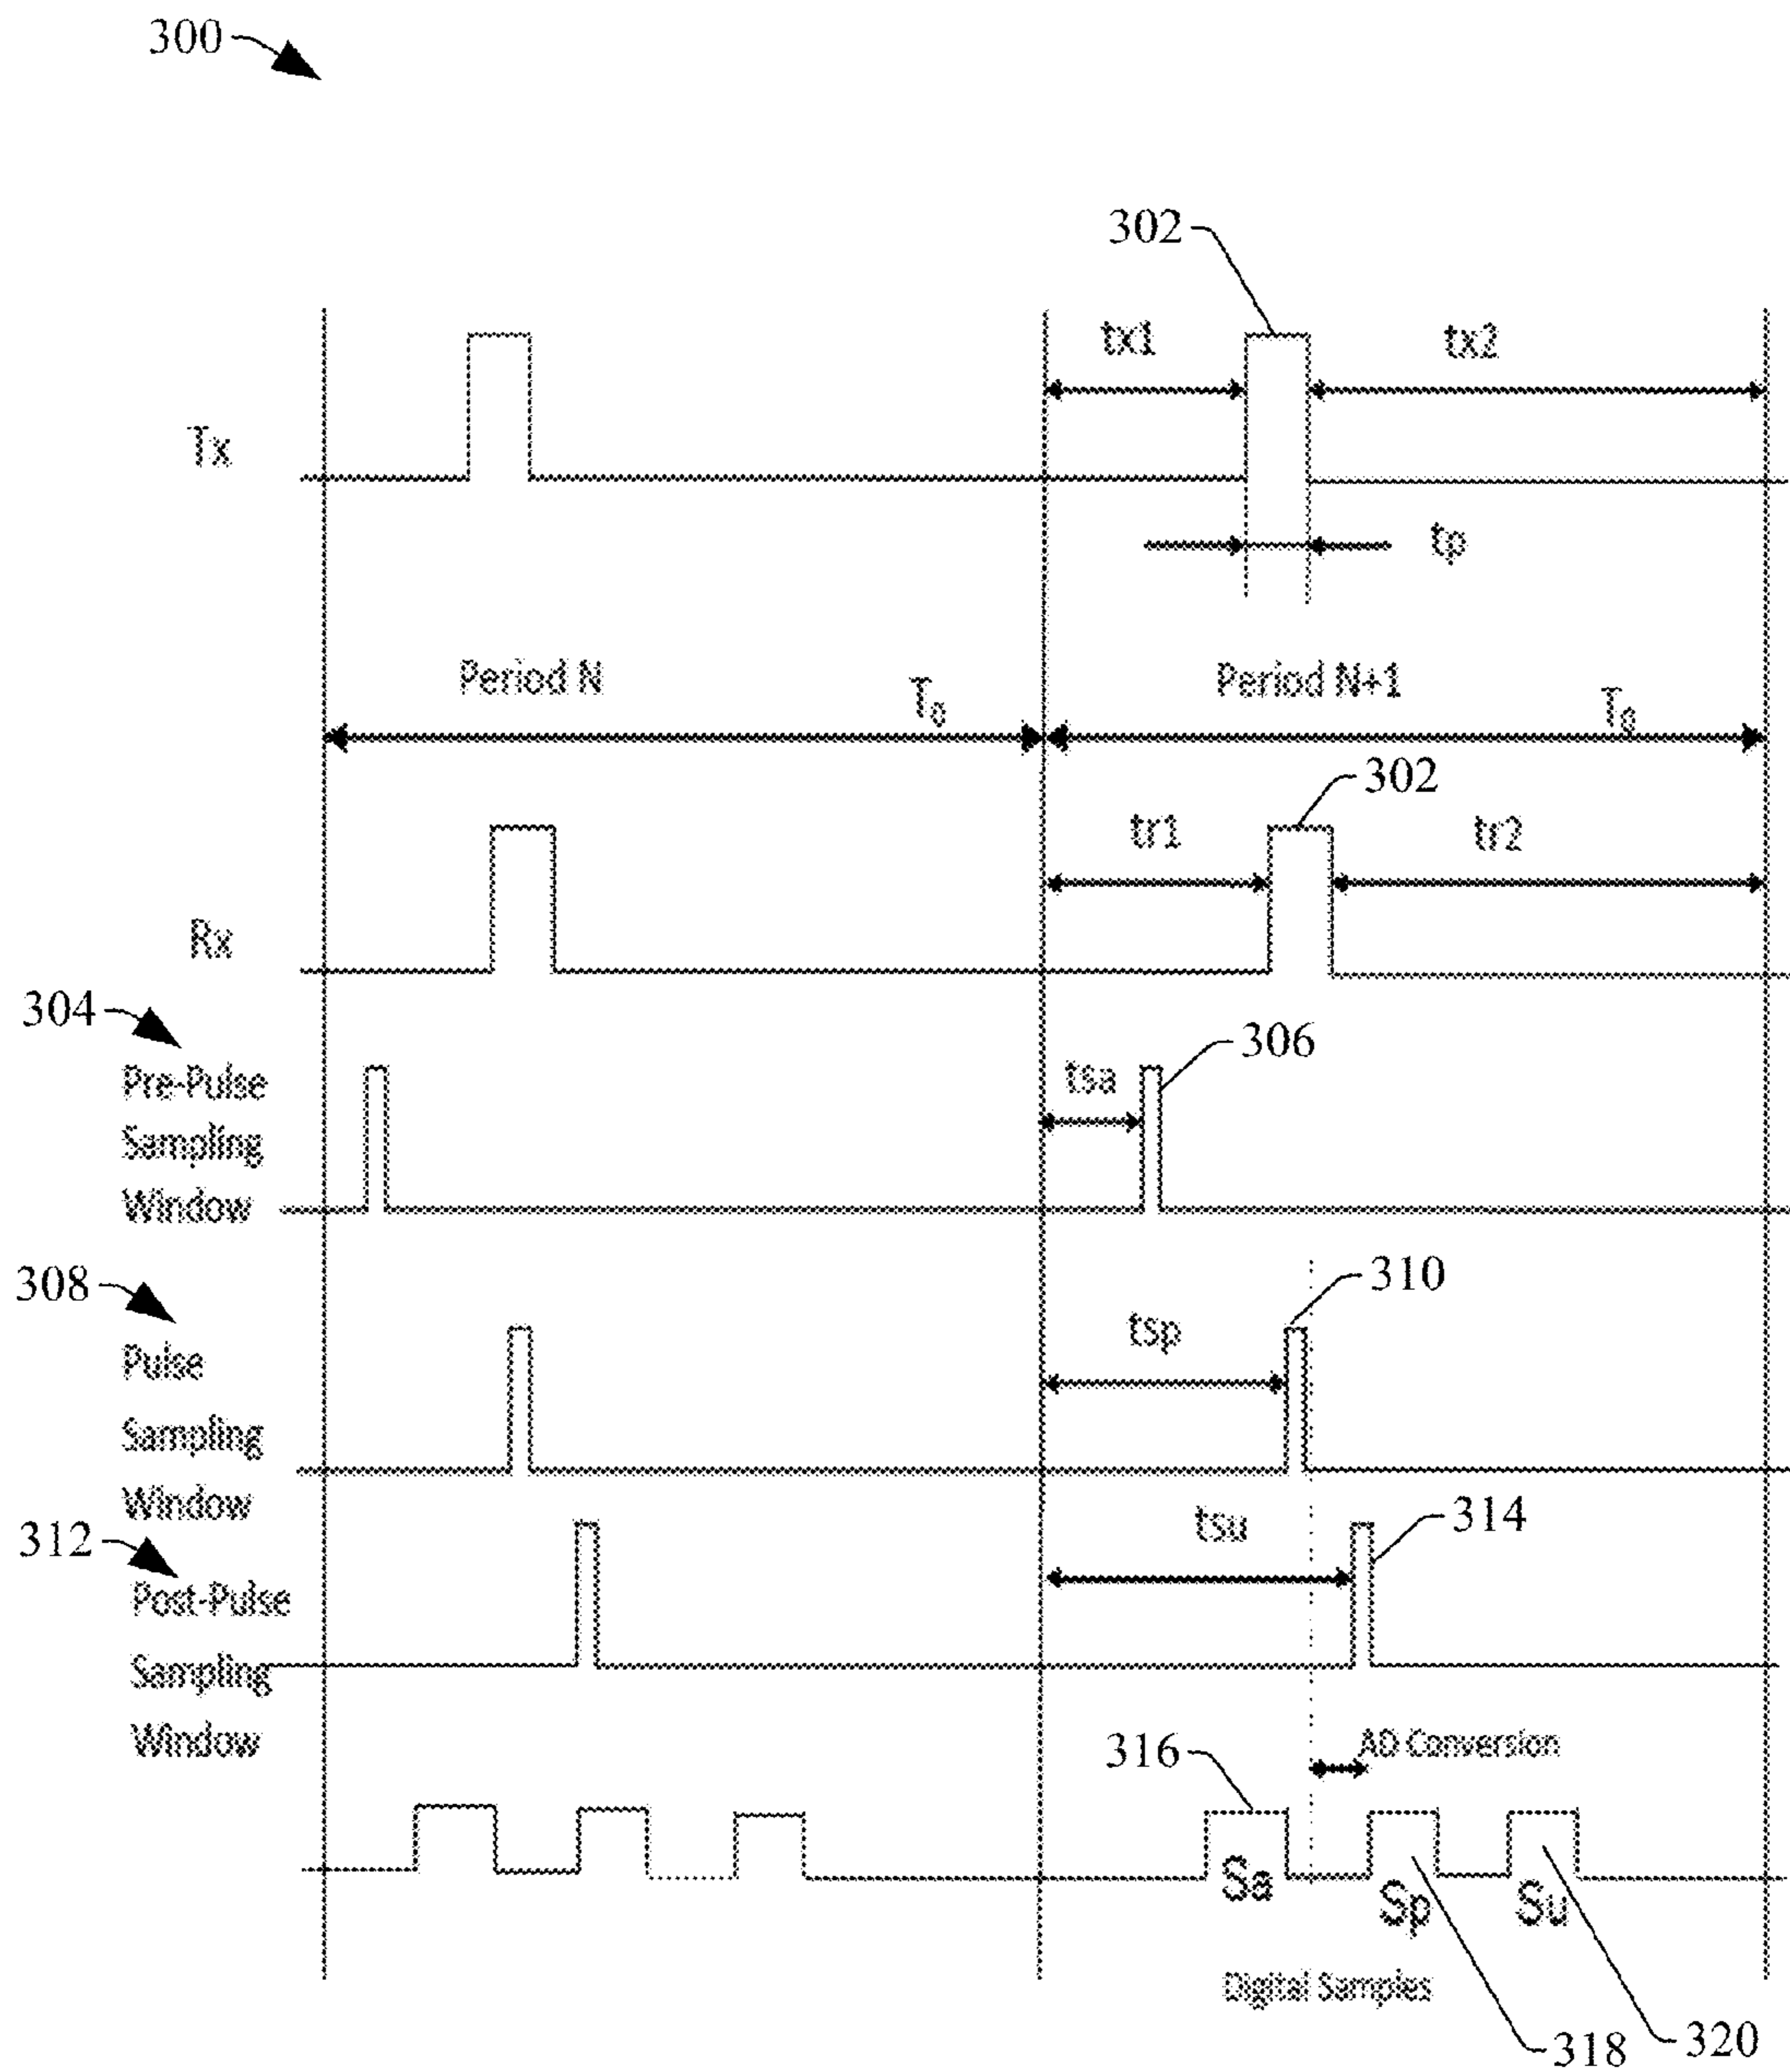 300
302
tx1
tx2
Tx
tp
Period N
T0
Period N+1
T0
302
tr1
tr2
Rx
304
306
Pre-Pulse
Sampling
Window
tsa
308
310
Pulse
Sampling
Window
tsp
312
314
Post-Pulse
Sampling
Window
tsu
316
AD Conversion
Sa
Sp
Su
Digital Samples
318
320